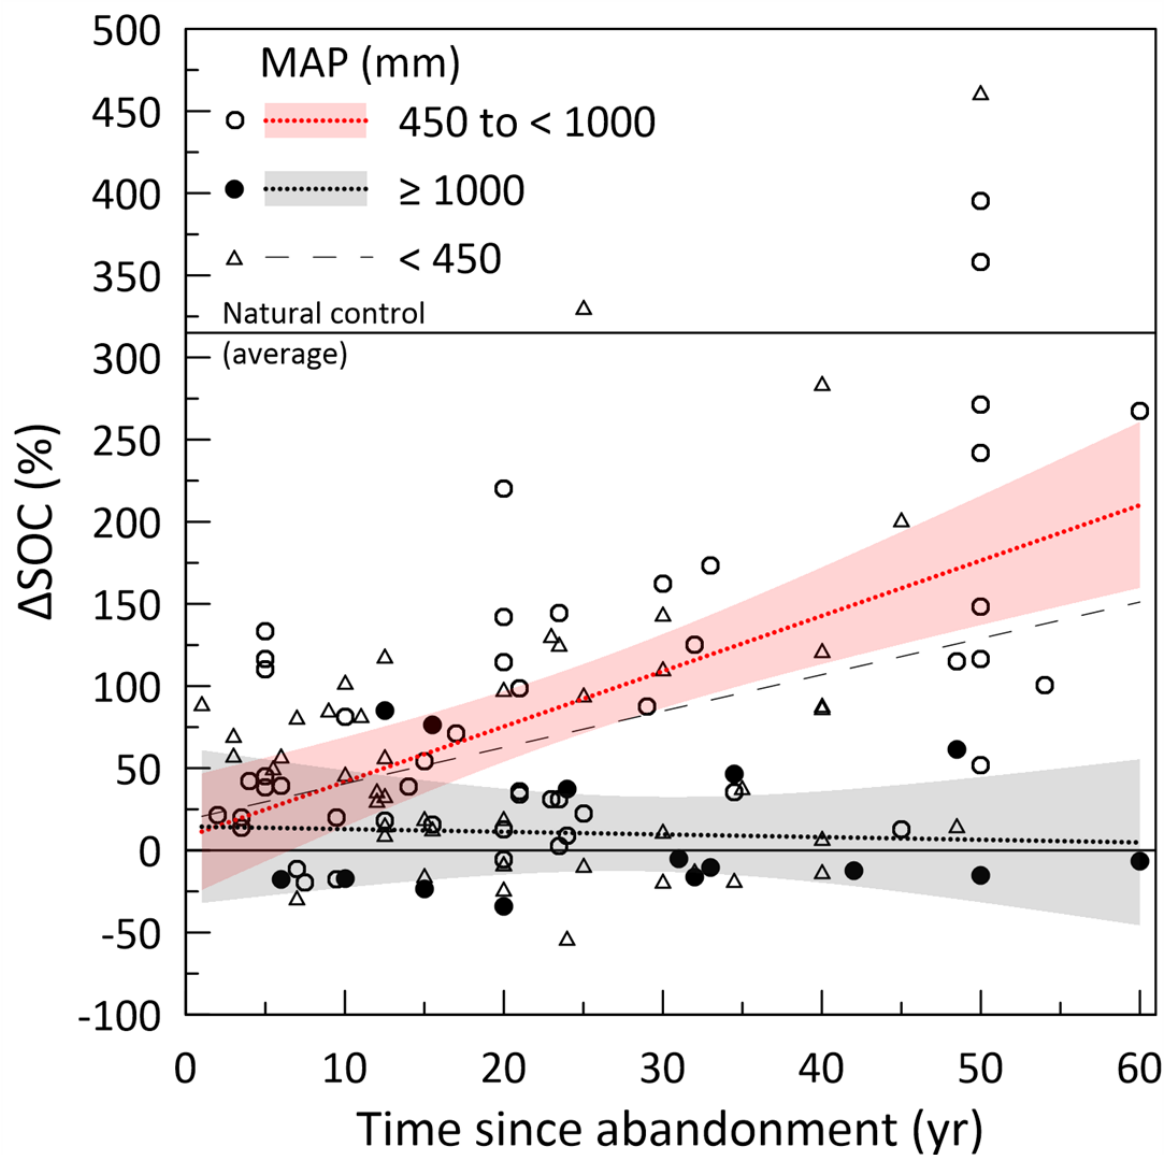 500
450
400
350
300
250
200
150
100
50
0
-50
-100
ΔSOC (%)
MAP (mm)
450 to < 1000
≥ 1000
< 450
Natural control
(average)
0 10 20 30 40 50 60
Time since abandonment (yr)